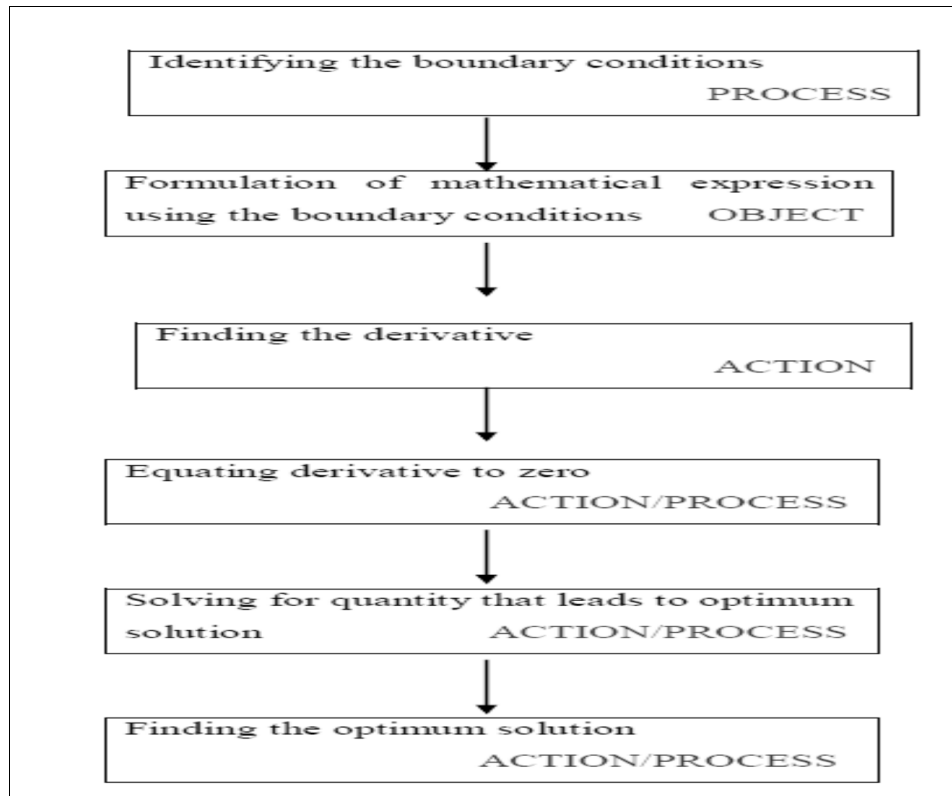 Identifying the boundary conditions
PROCESS
Formulation of mathematical expression
using the boundary conditions OBJECT
Finding the derivative
ACTION
Equating derivative to zero
ACTION/PROCESS
Solving for quantity that leads to optimum
solution ACTION/PROCESS
Finding the optimum solution
ACTION/PROCESS